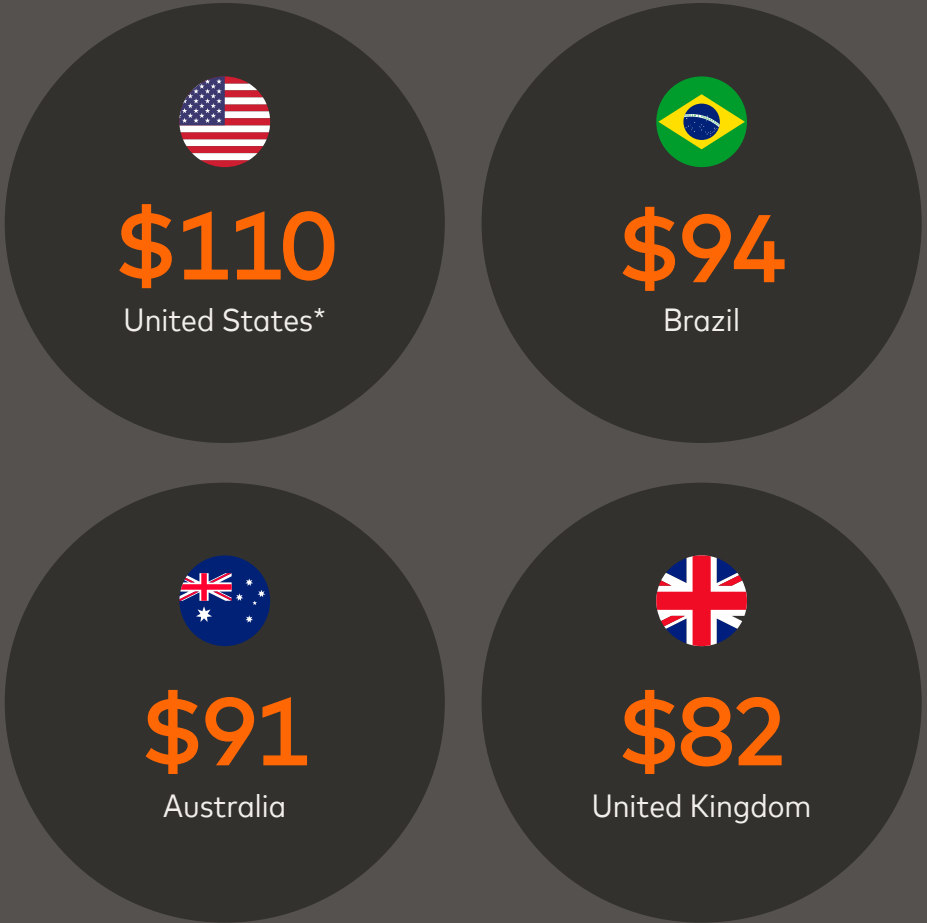 $110
United States*
$94
Brazil
$91
Australia
$82
United Kingdom